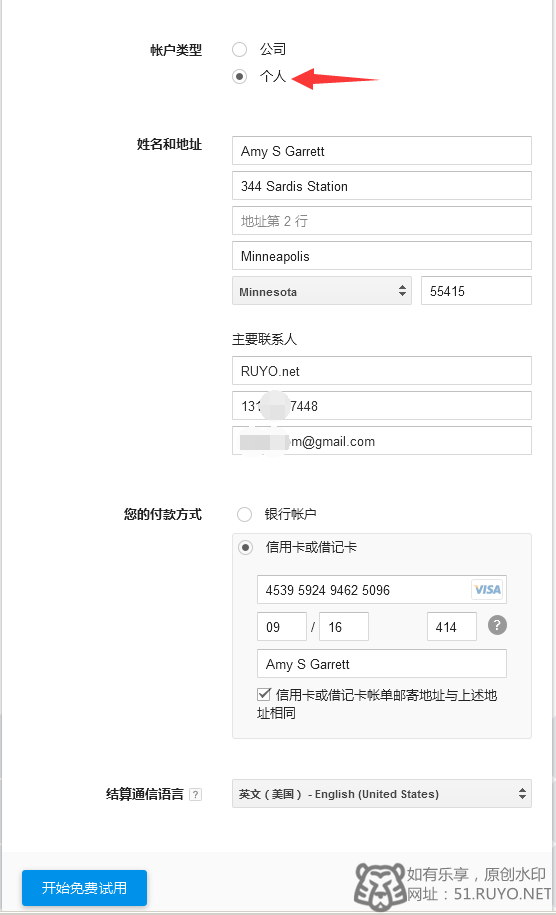 帐户类型
公司
个人
姓名和地址
Amy S Garrett
344 Sardis Station
地址第 2 行
Minneapolis
Minnesota 55415
主要联系人
RUYO.net
7448
m@gmail.com
您的付款方式
银行帐户
信用卡或借记卡
4539 5924 9462 5096 VISA
09 / 16 414 ?
Amy S Garrett
信用卡或借记卡帐单邮寄地址与上述地
址相同
结算通信语言 ?
英文（美国） - English (United States)
开始免费试用
如有乐享，原创水印
网址：51.RUYO.NET